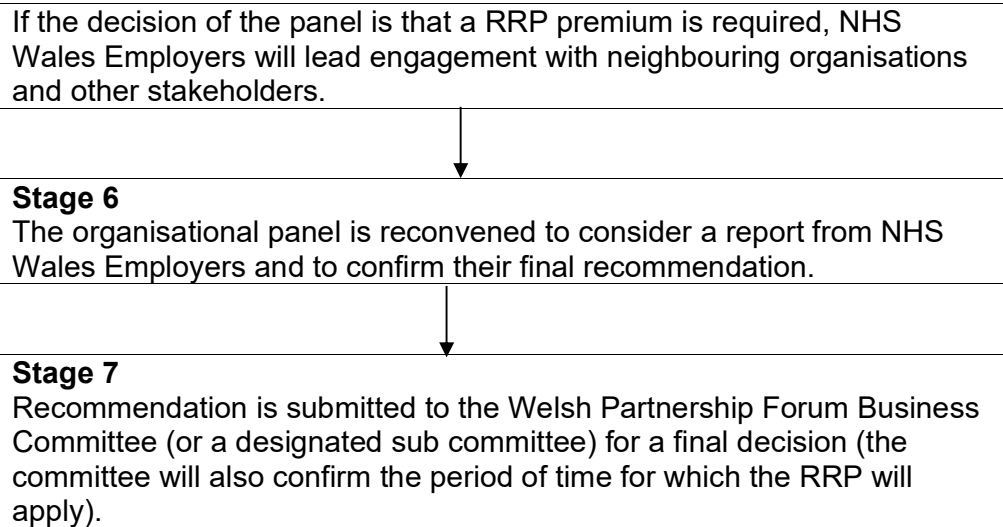 If the decision of the panel is that a RRP premium is required, NHS
Wales Employers will lead engagement with neighbouring organisations
and other stakeholders.
Stage 6
The organisational panel is reconvened to consider a report from NHS
Wales Employers and to confirm their final recommendation.
Stage 7
Recommendation is submitted to the Welsh Partnership Forum Business
Committee (or a designated sub committee) for a final decision (the
committee will also confirm the period of time for which the RRP will
apply).